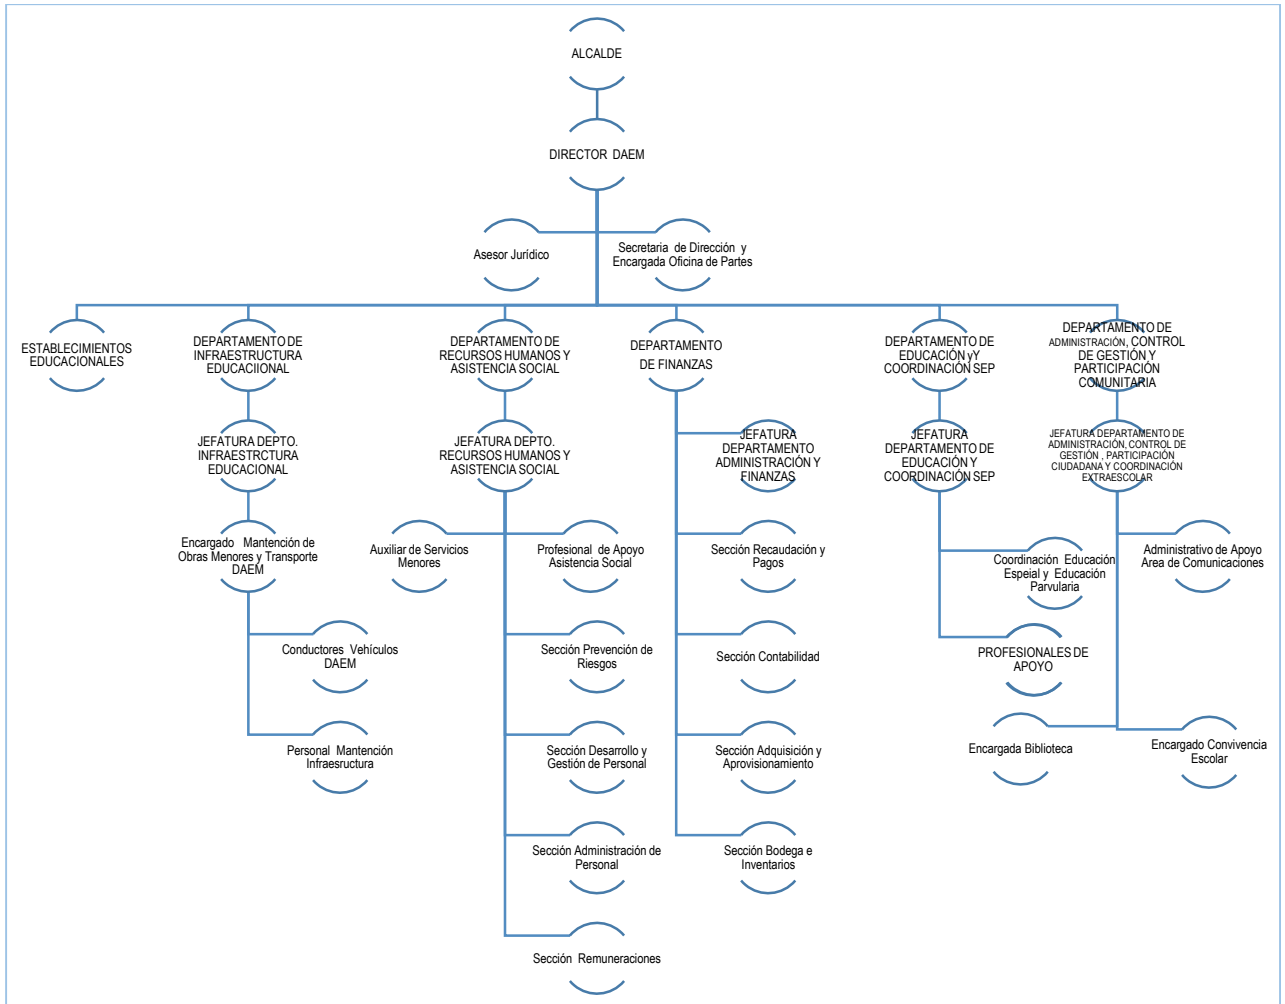 ALCALDE
DIRECTOR DAEM
Asesor Jurídico
Secretaria de Dirección y
Encargada Oficina de Partes
ESTABLECIMIENTOS
EDUCACIONALES
DEPARTAMENTO DE
INFRAESTRUCTURA
EDUCACIIONAL
DEPARTAMENTO DE
RECURSOS HUMANOS Y
ASISTENCIA SOCIAL
DEPARTAMENTO
DE FINANZAS
DEPARTAMENTO DE
EDUCACIÓN yY
COORDINACIÓN SEP
DEPARTAMENTO DE
ADMINISTRACIÓN, CONTROL
DE GESTIÓN Y
PARTICIPACIÓN
COMUNITARIA
JEFATURA DEPTO.
INFRAESTRCTURA
EDUCACIONAL
JEFATURA DEPTO.
RECURSOS HUMANOS Y
ASISTENCIA SOCIAL
JEFATURA
DEPARTAMENTO
ADMINISTRACIÓN Y
FINANZAS
JEFATURA
DEPARTAMENTO DE
EDUCACIÓN Y
COORDINACIÓN SEP
JEFATURA DEPARTAMENTO DE
ADMINISTRACIÓN, CONTROL DE
GESTIÓN , PARTICIPACIÓN
CIUDADANA Y COORDINACIÓN
EXTRAESCOLAR
Encargado Mantención de
Obras Menores y Transporte
DAEM
Auxiliar de Servicios
Menores
Profesional de Apoyo
Asistencia Social
Sección Recaudación y
Pagos
Coordinación Educación
Espeial y Educación
Parvularia
Administrativo de Apoyo
Area de Comunicaciones
Conductores Vehículos
DAEM
Sección Prevención de
Riesgos
Sección Contabilidad
PROFESIONALES DE
APOYO
Personal Mantención
Infraesructura
Sección Desarrollo y
Gestión de Personal
Sección Adquisición y
Aprovisionamiento
Encargada Biblioteca
Encargado Convivencia
Escolar
Sección Administración de
Personal
Sección Bodega e
Inventarios
Sección Remuneraciones